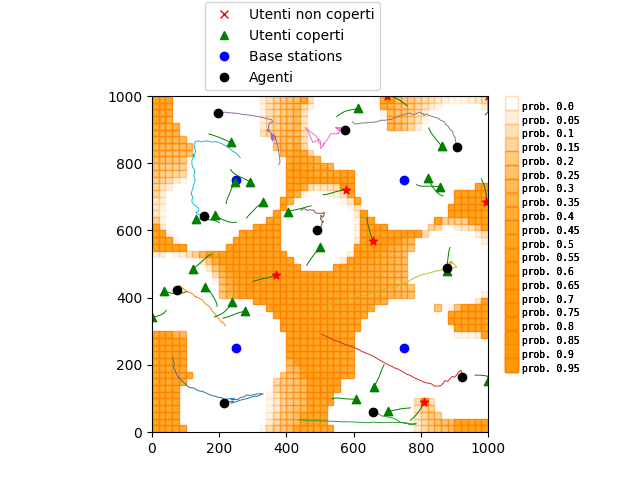 Utenti non coperti
Utenti coperti
Base stations
Agenti
1000
800
600
400
200
0
0
200
400
600
800
1000
prob. 0.0
prob. 0.05
prob. 0.1
prob. 0.15
prob. 0.2
prob. 0.25
prob. 0.3
prob. 0.35
prob. 0.4
prob. 0.45
prob. 0.5
prob. 0.55
prob. 0.6
prob. 0.65
prob. 0.7
prob. 0.75
prob. 0.8
prob. 0.85
prob. 0.9
prob. 0.95